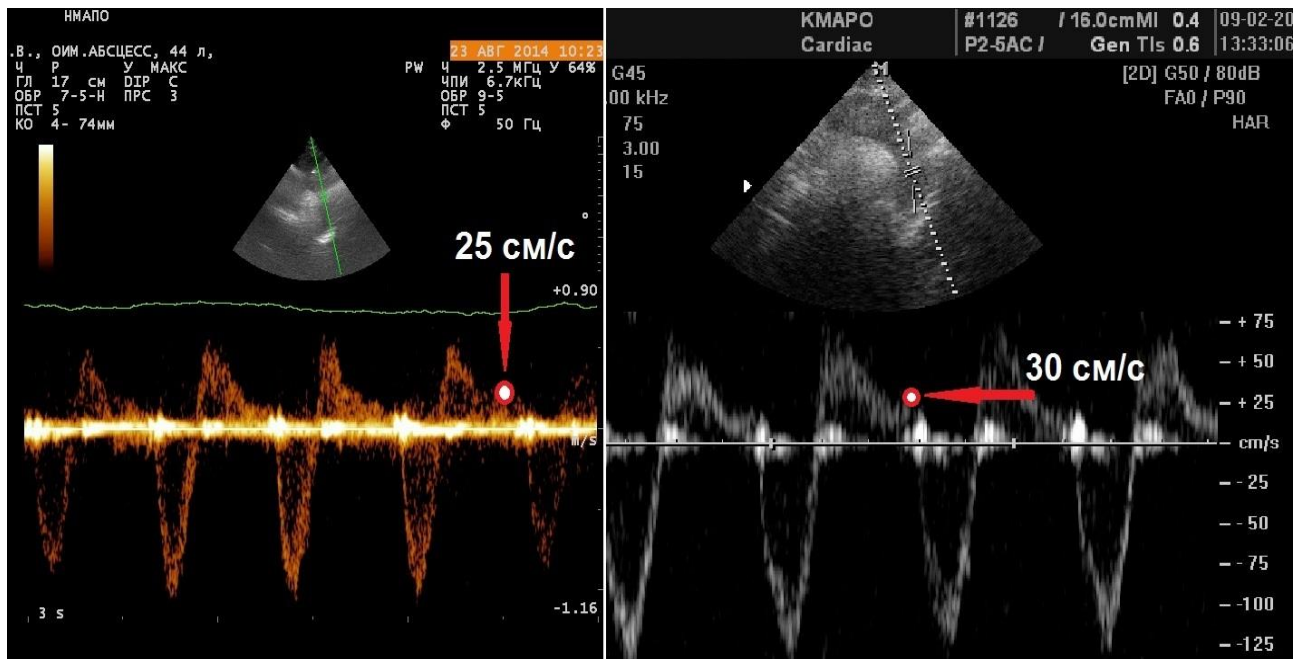 НМАПО
.В., ОИМ.АБСЦЕСС, 44 л,
23 АВГ 2014 10:23
Ч Р У МАКС
ГЛ 17 см DIP C
ОБР 7-5-Н ПРС 3
ПСТ 5
КО 4- 74мм
PW Ч 2.5 МГц У 64%
ЧПИ 6.7кГц
ОБР 9-5
ПСТ 5
Ф 50 Гц
25 см/с
+0.90
m/s
-1.16
3 s
KMAPO #1126 / 16.0cm MI 0.4 09-02-20
Cardiac P2-5AC / Gen TIs 0.6 13:33:06
G45
.00 kHz
75
3.00
15
[2D] G50 / 80dB
FA0 / P90
HAR
M
30 см/с
+ 75
+ 50
+ 25
cm/s
- 25
- 50
- 75
-100
-125